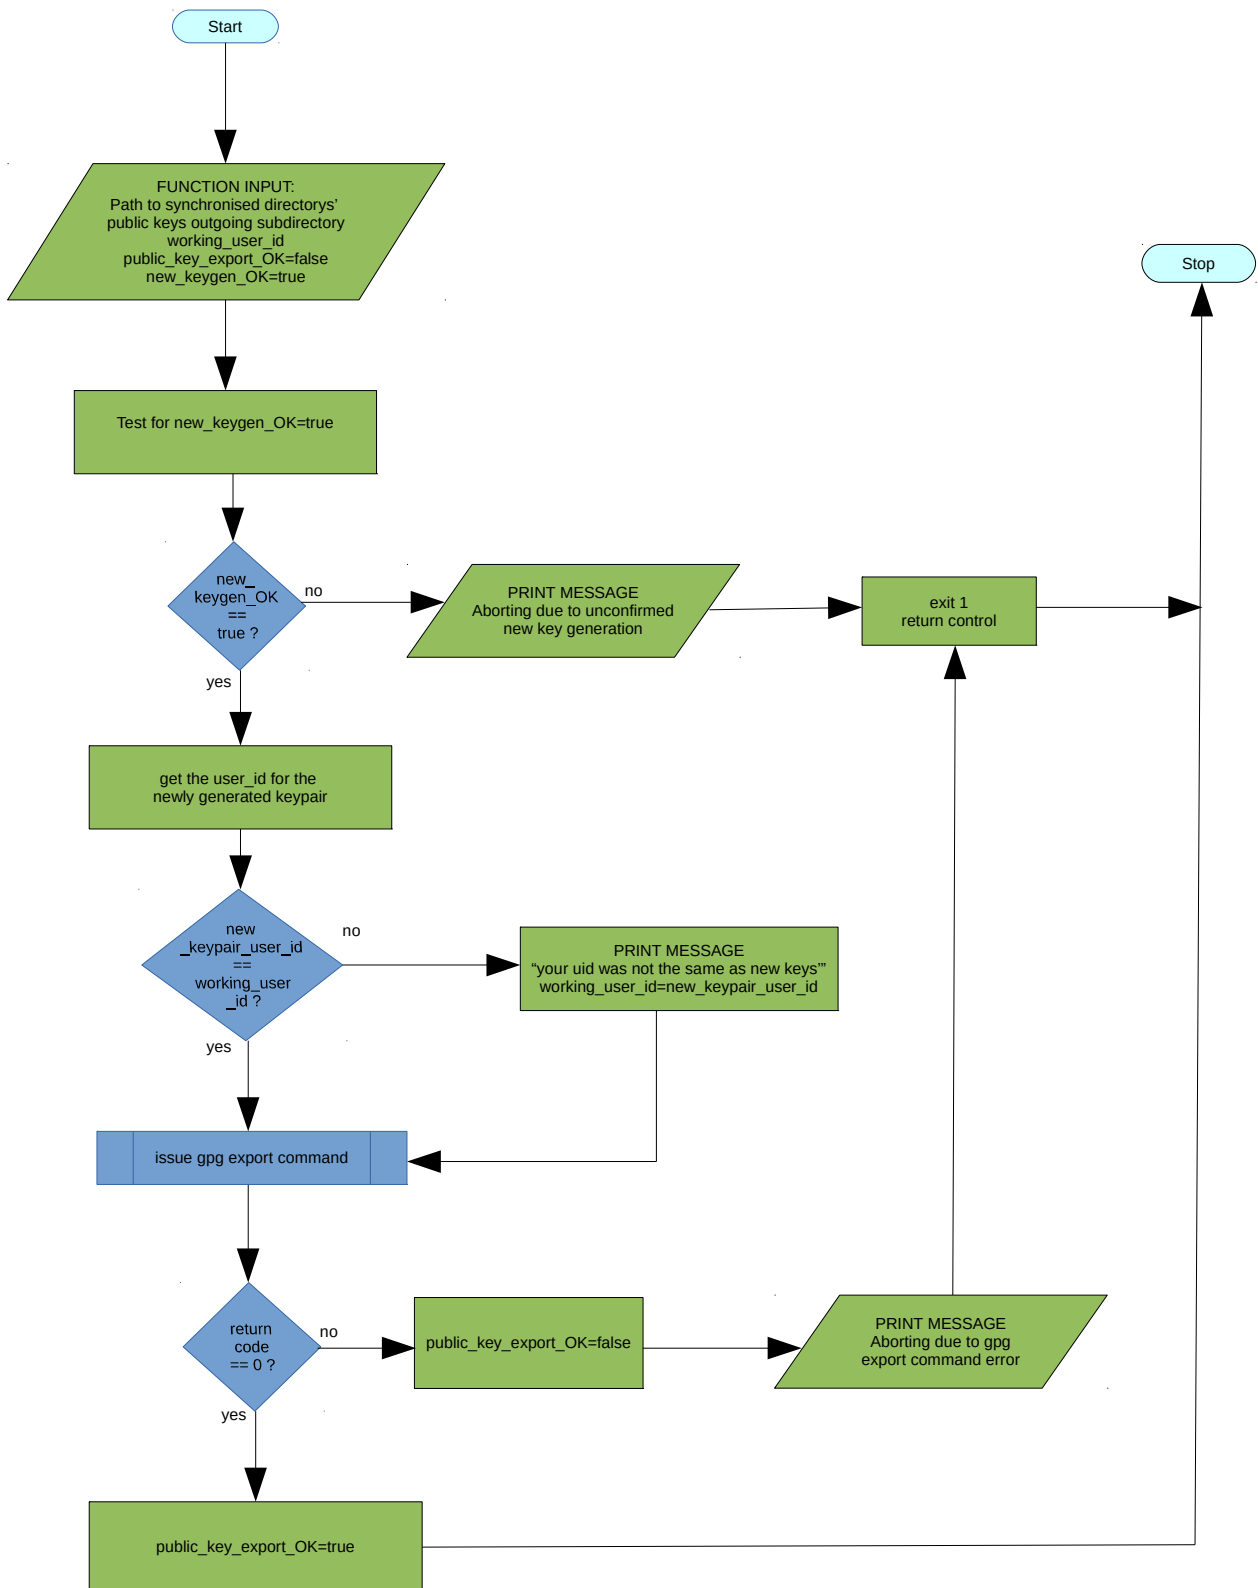 Start
FUNCTION INPUT:
Path to synchronised directorys’
public keys outgoing subdirectory
working_user_id
public_key_export_OK=false
new_keygen_OK=true
Stop
Test for new_keygen_OK=true
new_
keygen_OK
==
true ?
no
yes
PRINT MESSAGE
Aborting due to unconfirmed
new key generation
exit 1
return control
get the user_id for the
newly generated keypair
new
_keypair_user_id
==
working_user
_id ?
no
yes
PRINT MESSAGE
“your uid was not the same as new keys’”
working_user_id=new_keypair_user_id
issue gpg export command
return
code
== 0 ?
no
yes
public_key_export_OK=false
PRINT MESSAGE
Aborting due to gpg
export command error
public_key_export_OK=true